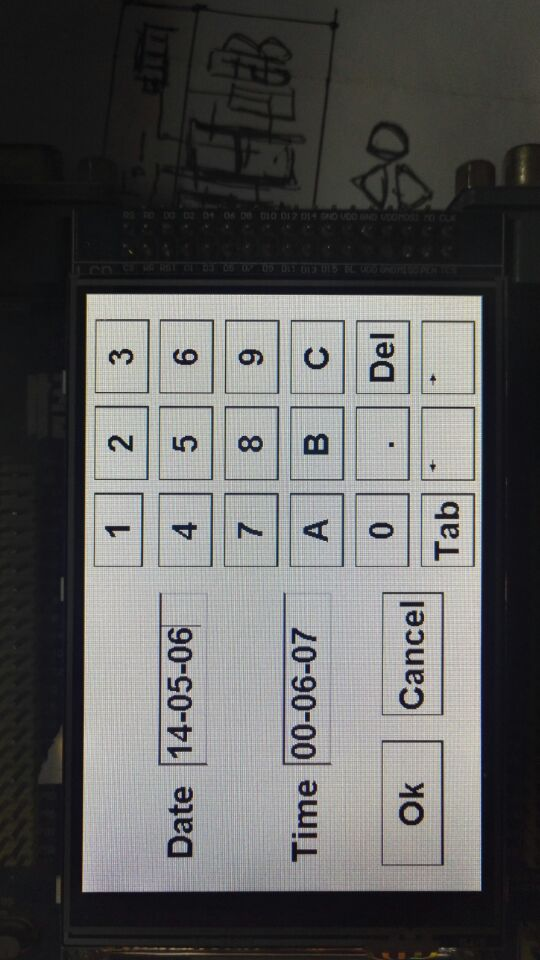 Date 14-05-06
Time 00-06-07
Ok Cancel
1 2 3
4 5 6
7 8 9
A B C
0 . Del
Tab